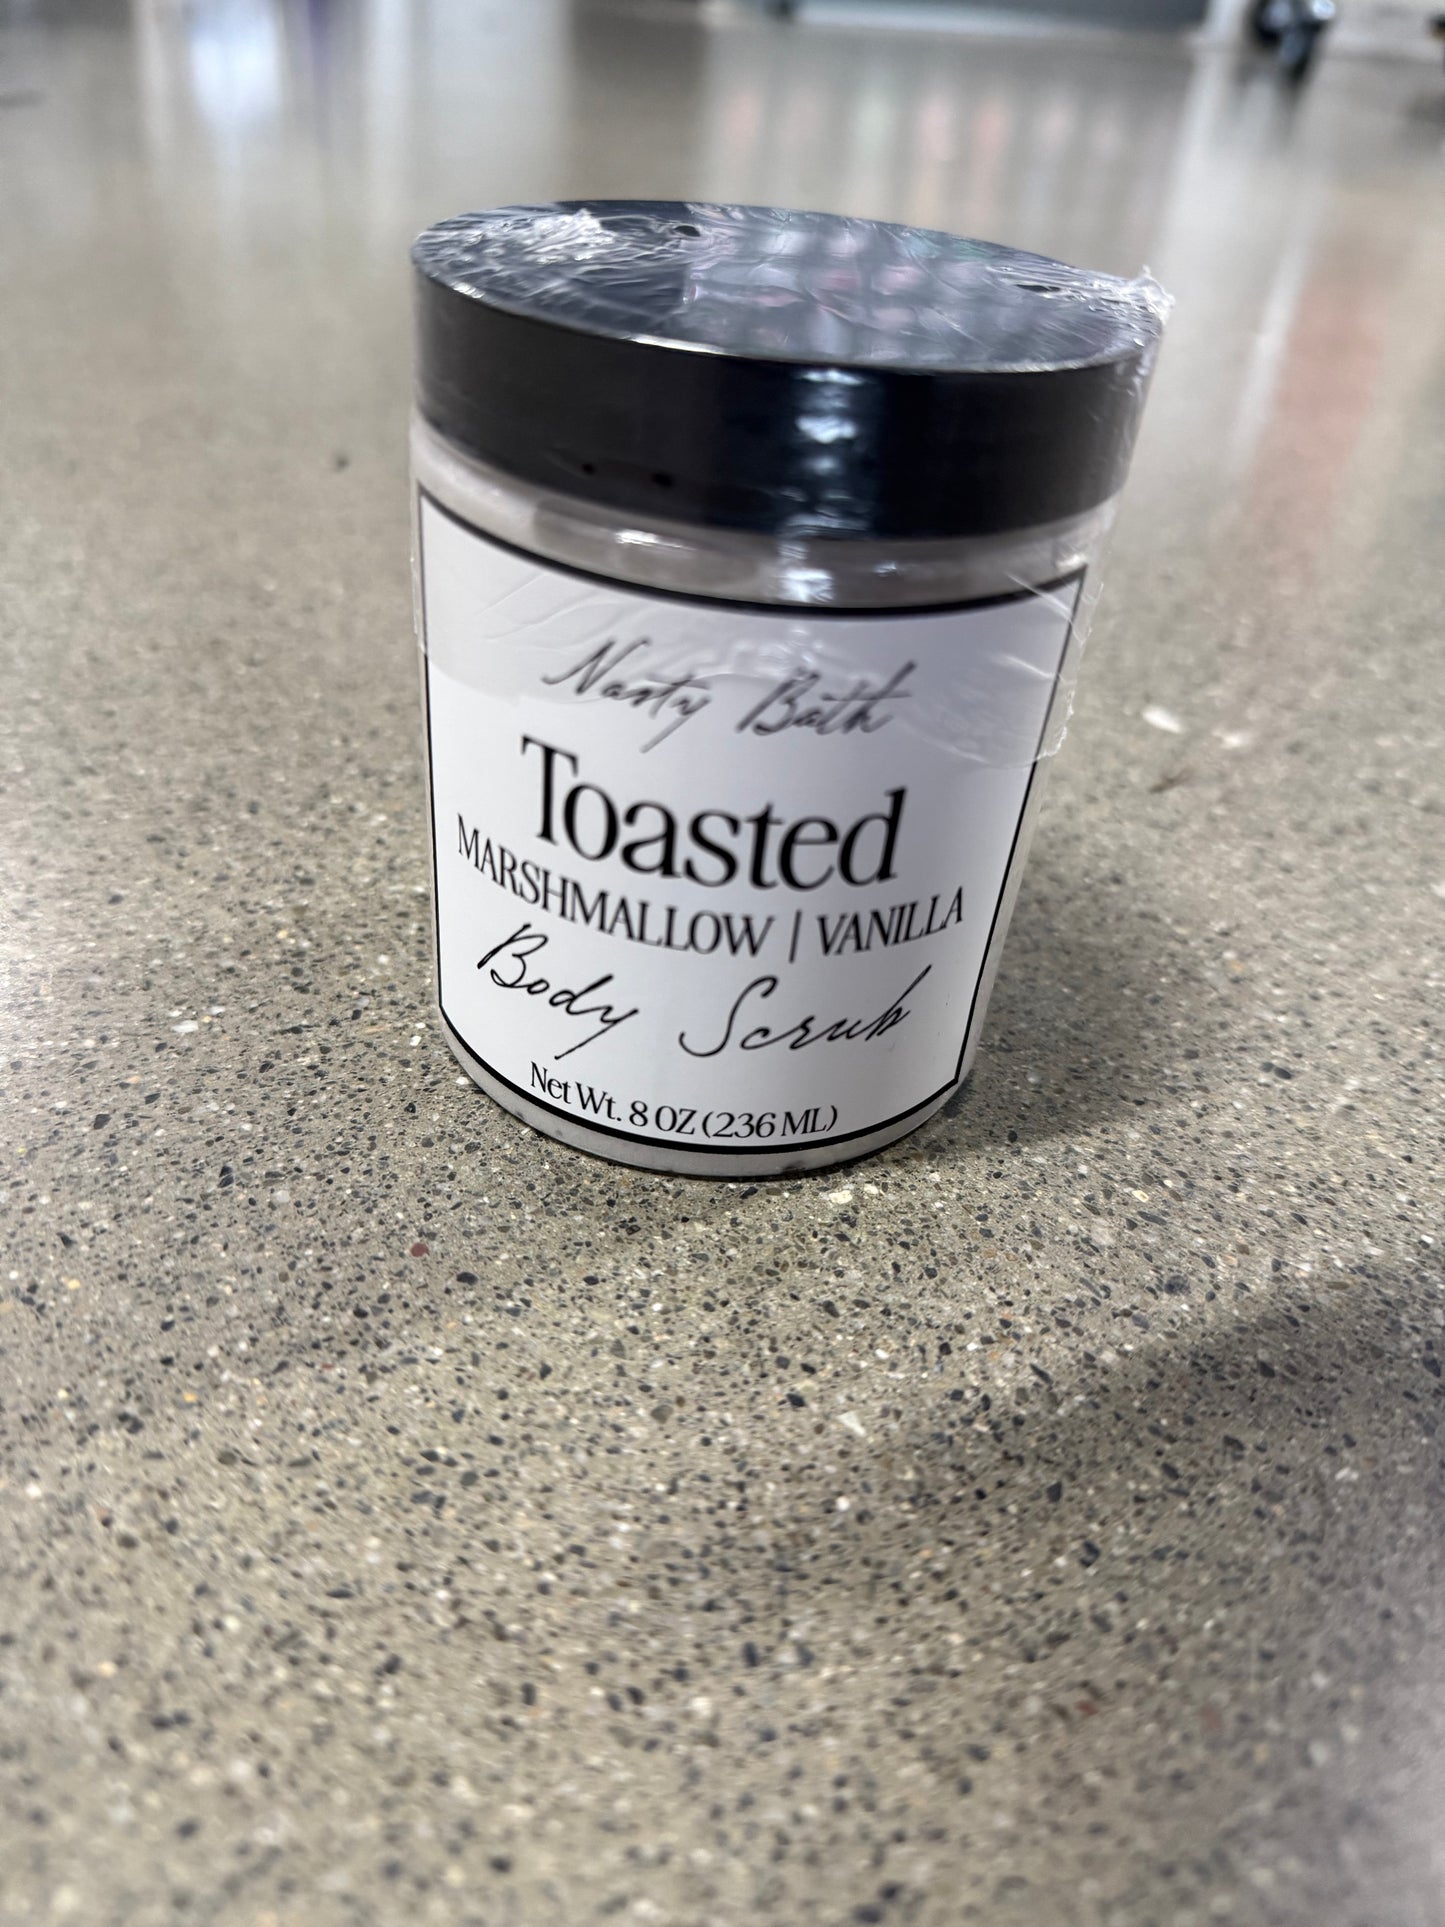 Nasty Bath
Toasted
MARSHMALLOW | VANILLA
Body Scrub
Net Wt. 8 OZ (236 ML)